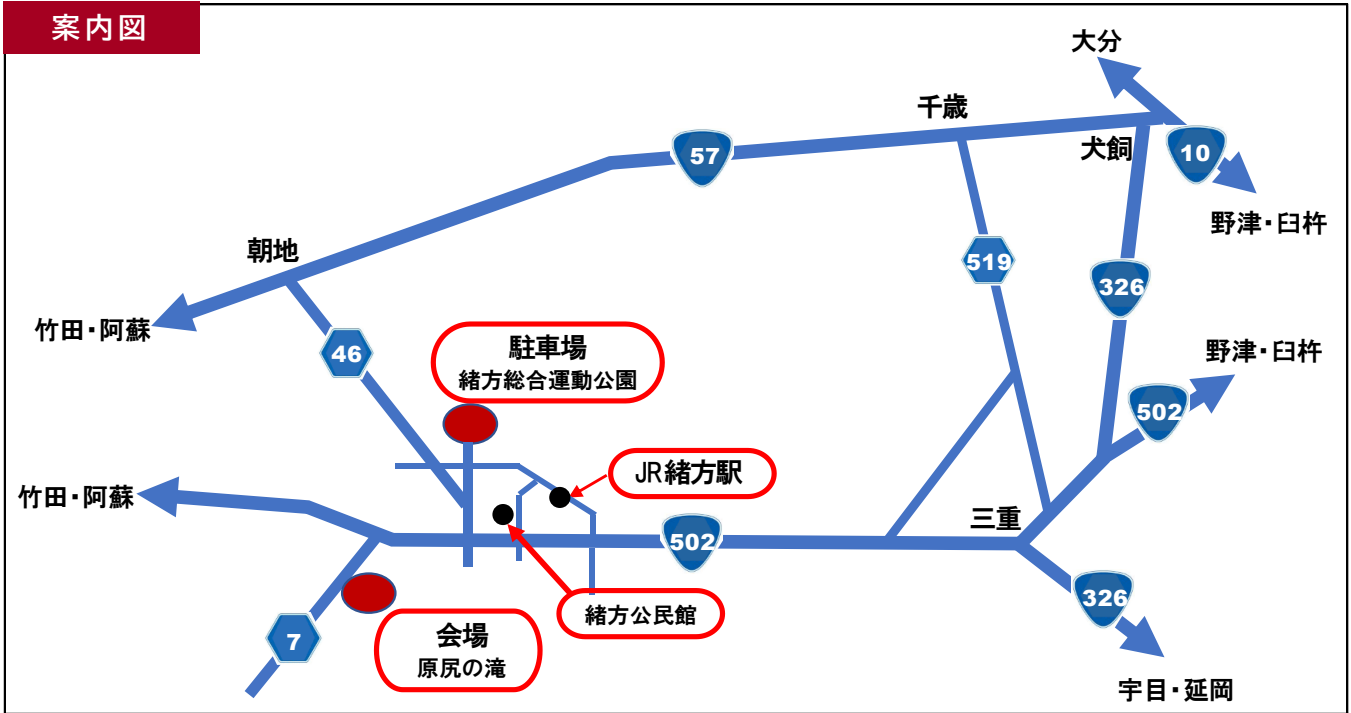 案内図
大分
千歳
57
犬飼
10
野津・臼杵
朝地
519
326
竹田・阿蘇
46
駐車場
緒方総合運動公園
野津・臼杵
502
JR緒方駅
竹田・阿蘇
三重
502
326
緒方公民館
7
会場
原尻の滝
宇目・延岡